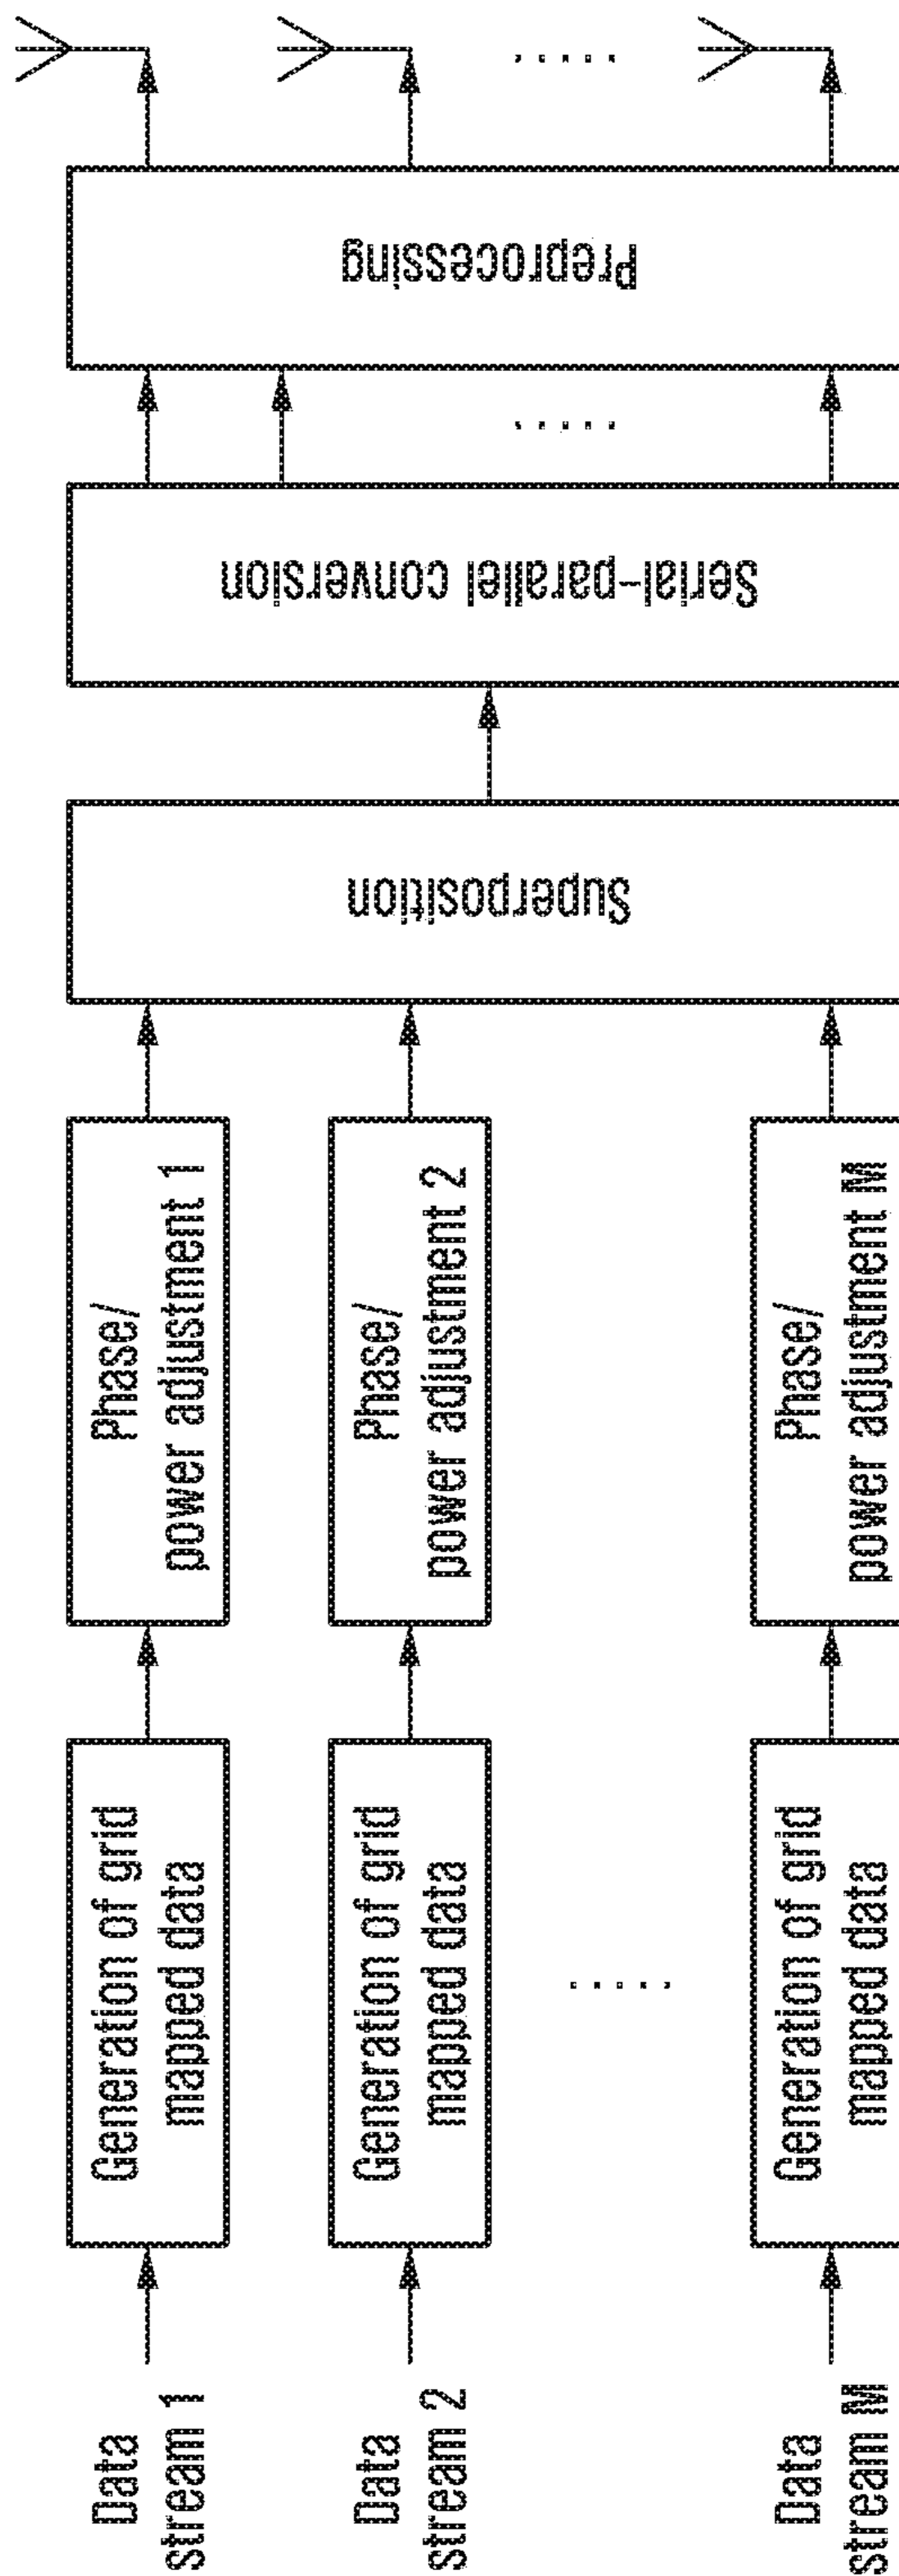 Data
stream 1
Generation of grid
mapped data
Phase/
power adjustment 1
Data
stream 2
Generation of grid
mapped data
Phase/
power adjustment 2
.....
Data
stream M
Generation of grid
mapped data
Phase/
power adjustment M
Superposition
Serial-parallel conversion
.....
Preprocessing
.....